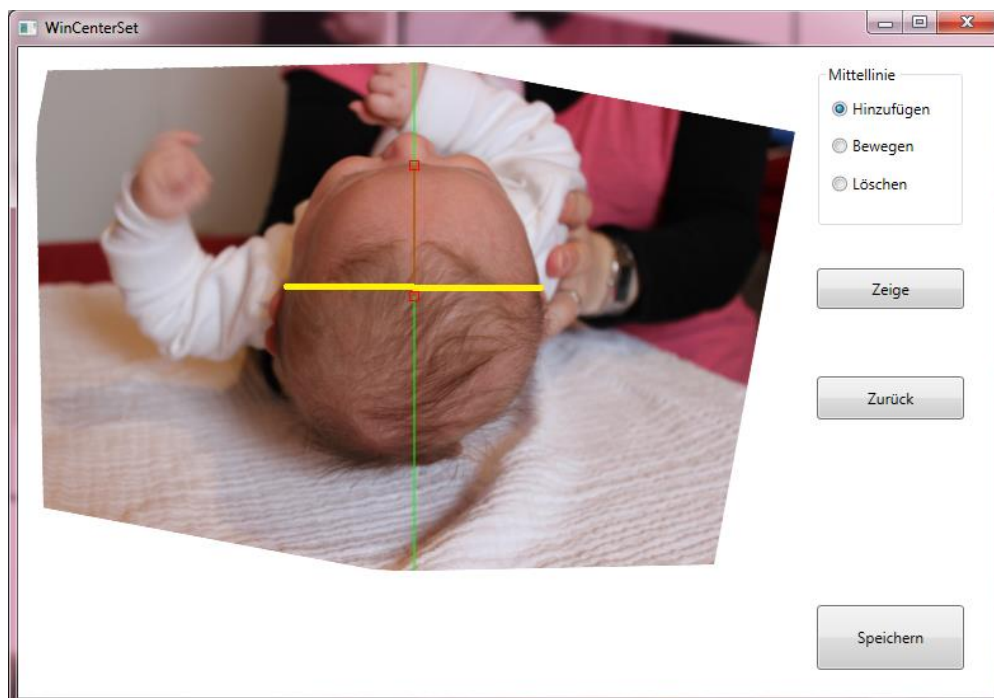 WinCenterSet
Mittellinie
Hinzufügen
Bewegen
Löschen
Zeige
Zurück
Speichern